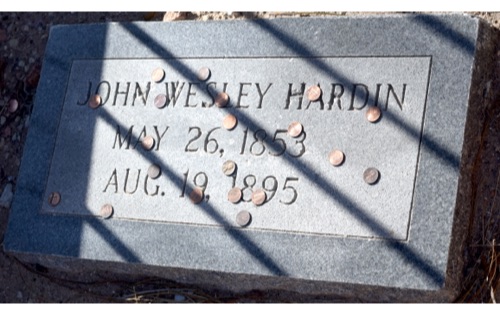 JOHN WESLEY HARDIN
MAY 26, 1853
AUG. 19, 1895